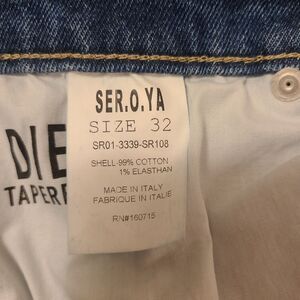 SER.O.YA
SIZE 32
SR01-3339-SR108
SHELL-99% COTTON
1% ELASTHAN
MADE IN ITALY
FABRIQUE IN ITALIE
RN#160715
DIE
TAPERE